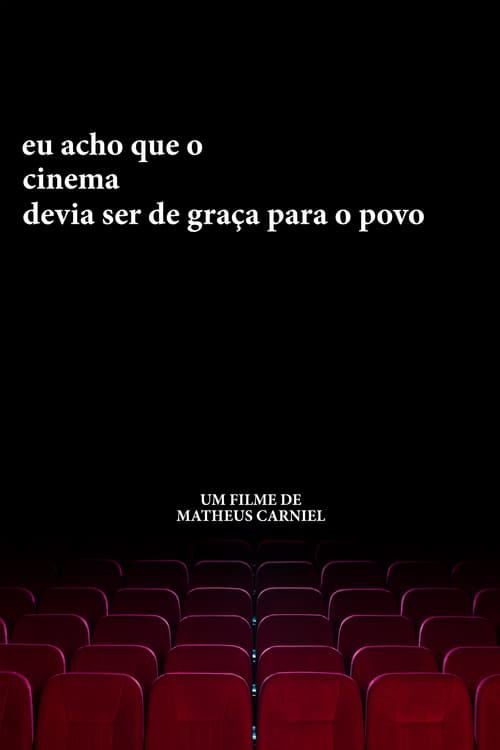 eu acho que o
cinema
devia ser de graça para o povo
UM FILME DE
MATHEUS CARNIEL